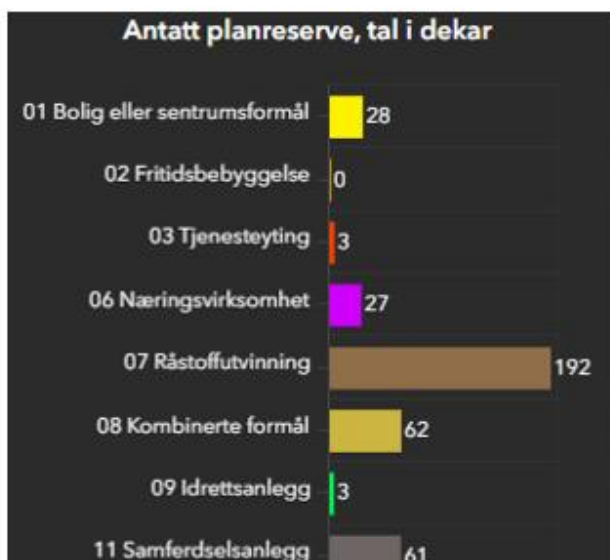 Antatt planreserve, tal i dekar
01 Bolig eller sentrumsformål 28
02 Fritidsbebyggelse 0
03 Tjenesteyting 3
06 Næringsvirksomhet 27
07 Råstoffutvinning 192
08 Kombinerte formål 62
09 Idrettsanlegg 3
11 Samferdselsanlegg 61